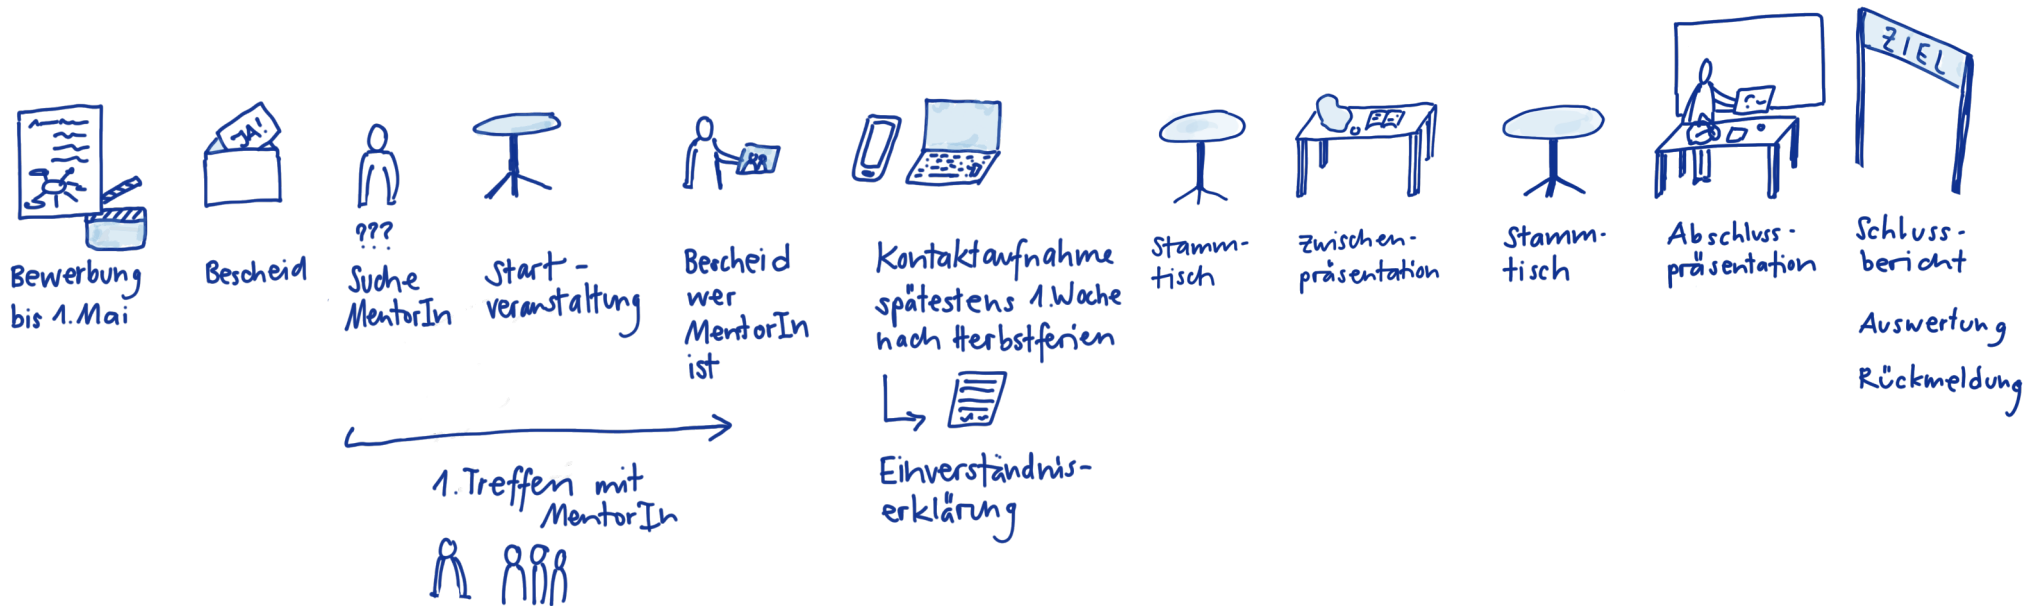 Bewerbung
bis 1. Mai
JA!
Bescheid
???
Suche
MentorIn
Start-
veranstaltung
Bescheid
wer
MentorIn
ist
1. Treffen mit
MentorIn
Kontaktaufnahme
spätestens 1. Woche
nach Herbstferien
Einverständnis-
erklärung
Stamm-
tisch
Zwischen-
präsentation
Stamm-
tisch
Abschluss-
präsentation
ZIEL
Schluss-
bericht
Auswertung
Rückmeldung